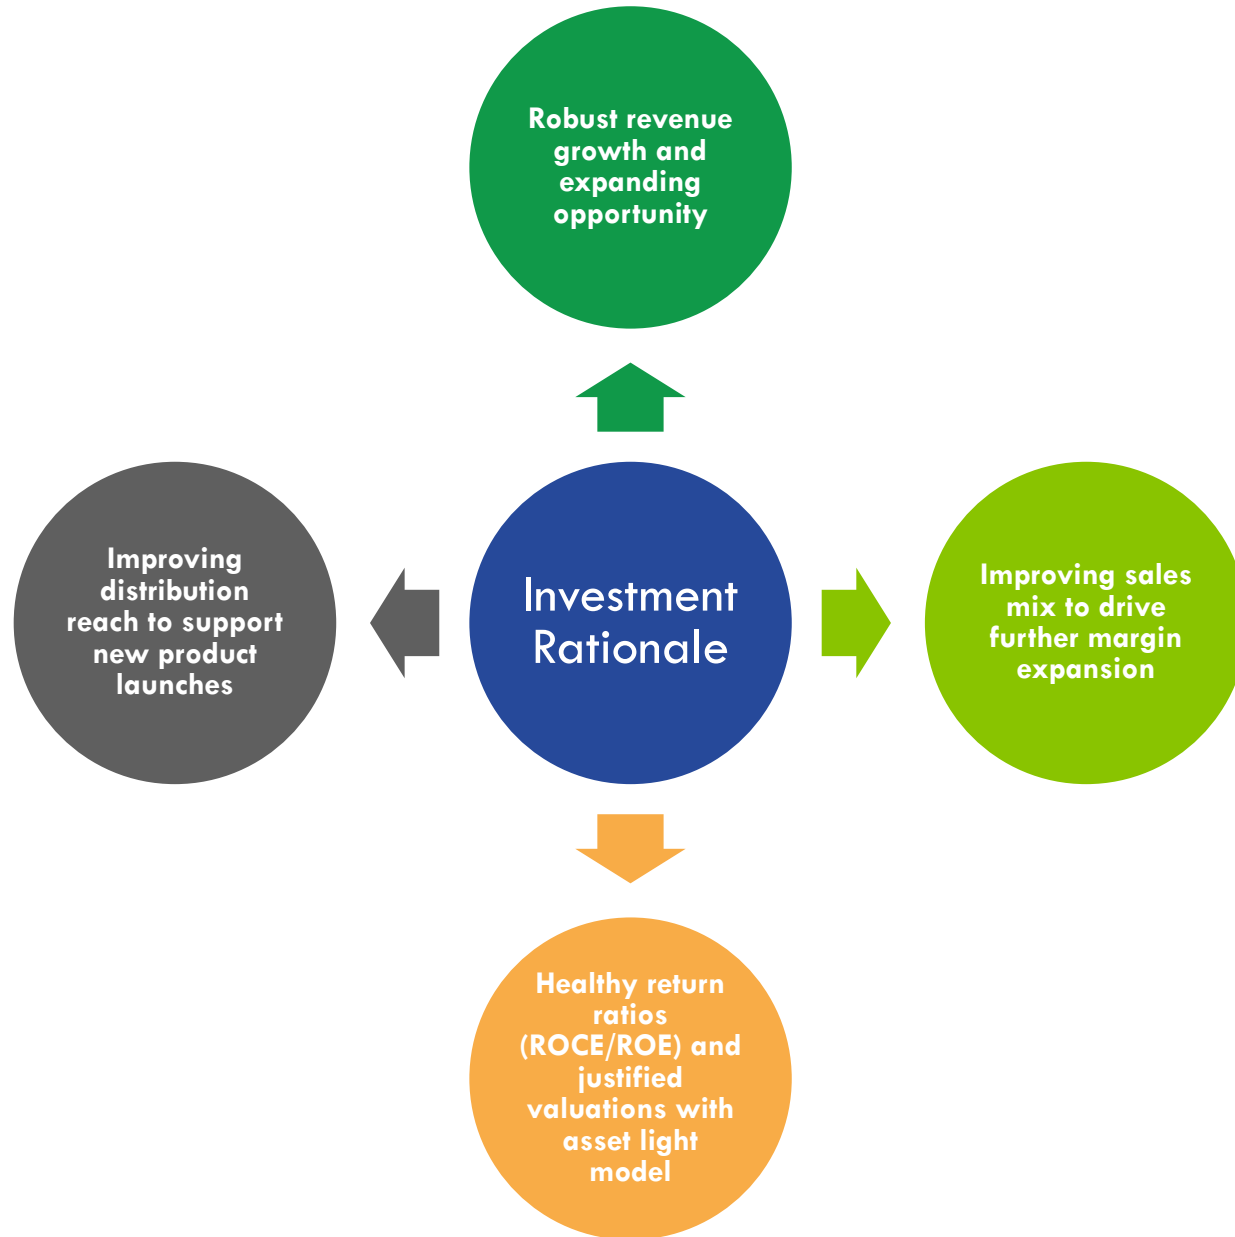 Robust revenue
growth and
expanding
opportunity
Improving
distribution
reach to support
new product
launches
Investment
Rationale
Improving sales
mix to drive
further margin
expansion
Healthy return
ratios
(ROCE/ROE) and
justified
valuations with
asset light
model